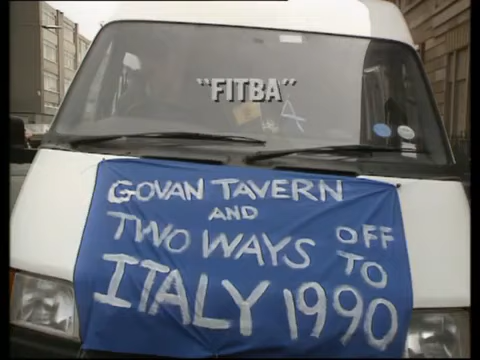 "FITBA"
GOVAN TAVERN
AND
TWO WAYS OFF
ITALY TO
1990